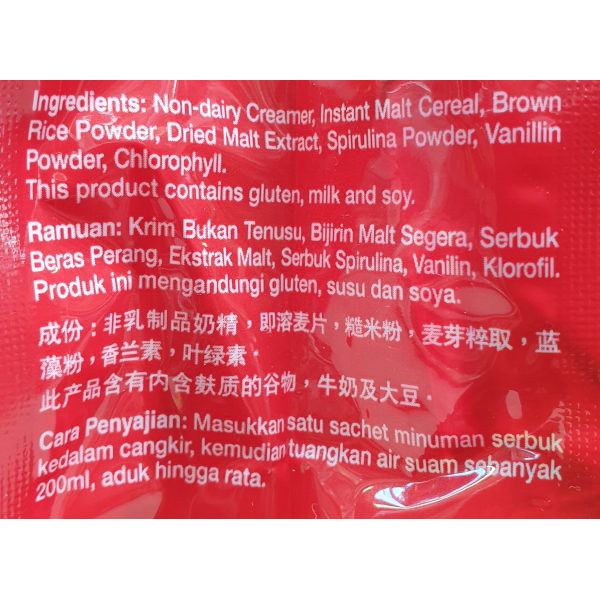 Ingredients: Non-dairy Creamer, Instant Malt Cereal, Brown
Rice Powder, Dried Malt Extract, Spirulina Powder, Vanillin
Powder, Chlorophyll.
This product contains gluten, milk and soy.
Ramuan: Krim Bukan Tenusu, Bijirin Malt Segera, Serbuk
Beras Perang, Ekstrak Malt, Serbuk Spirulina, Vanilin, Klorofil.
Produk ini mengandungi gluten, susu dan soya.
成份：非乳制品奶精，即溶麦片，糙米粉，麦芽粹取，蓝
藻粉，香兰素，叶绿素．
此产品含有内含麸质的谷物，牛奶及大豆．
Cara Penyajian: Masukkan satu sachet minuman serbuk
kedalam cangkir, kemudian tuangkan air suam sebanyak
200ml, aduk hingga rata.